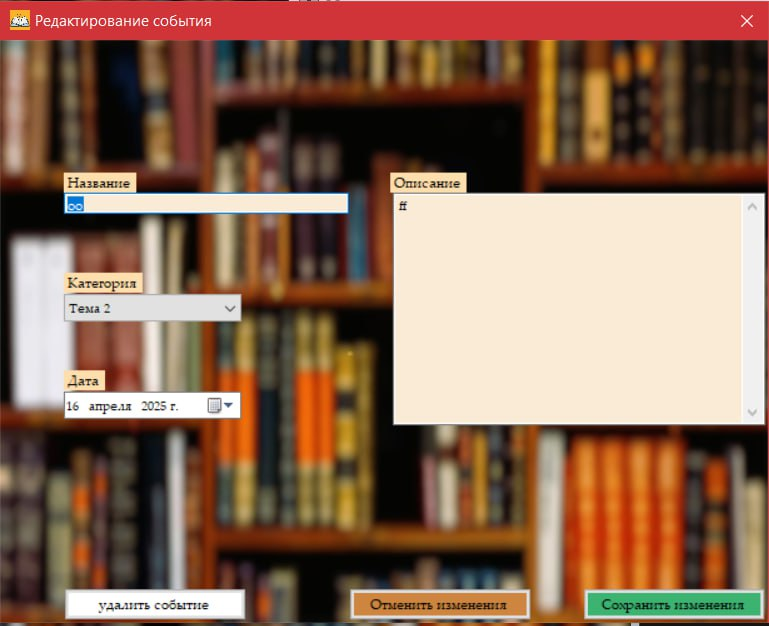 Редактирование события
Название
oo
Категория
Тема 2
Дата
16 апреля 2025 г.
Описание
ff
удалить событие
Отменить изменения
Сохранить изменения